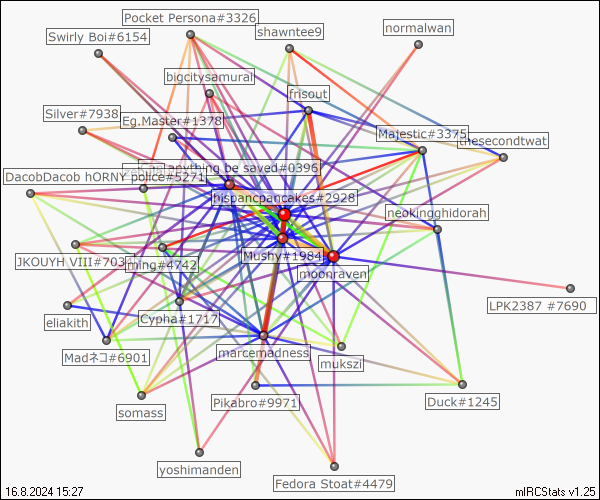 Pocket Persona#3326
shawntee9
normalwan
Swirly Boi#6154
bigcitysamurai
frisout
Silver#7938
Eg.Master#1378
Majestic#3375
thesecondtwat
anything be saved#0396
DacobDacob hORNY police#5271
hispancpancakes#2928
neokingghidorah
JKOUYH VIII#703
ming#4742
Mushy#1984
moonraven
LPK2387 #7690
eliakith
Cypha#1717
Madネコ#6901
marcemadness
mukszi
somass
Pikabro#9971
Duck#1245
yoshimanden
Fedora Stoat#4479
16.8.2024 15:27
mIRCStats v1.25